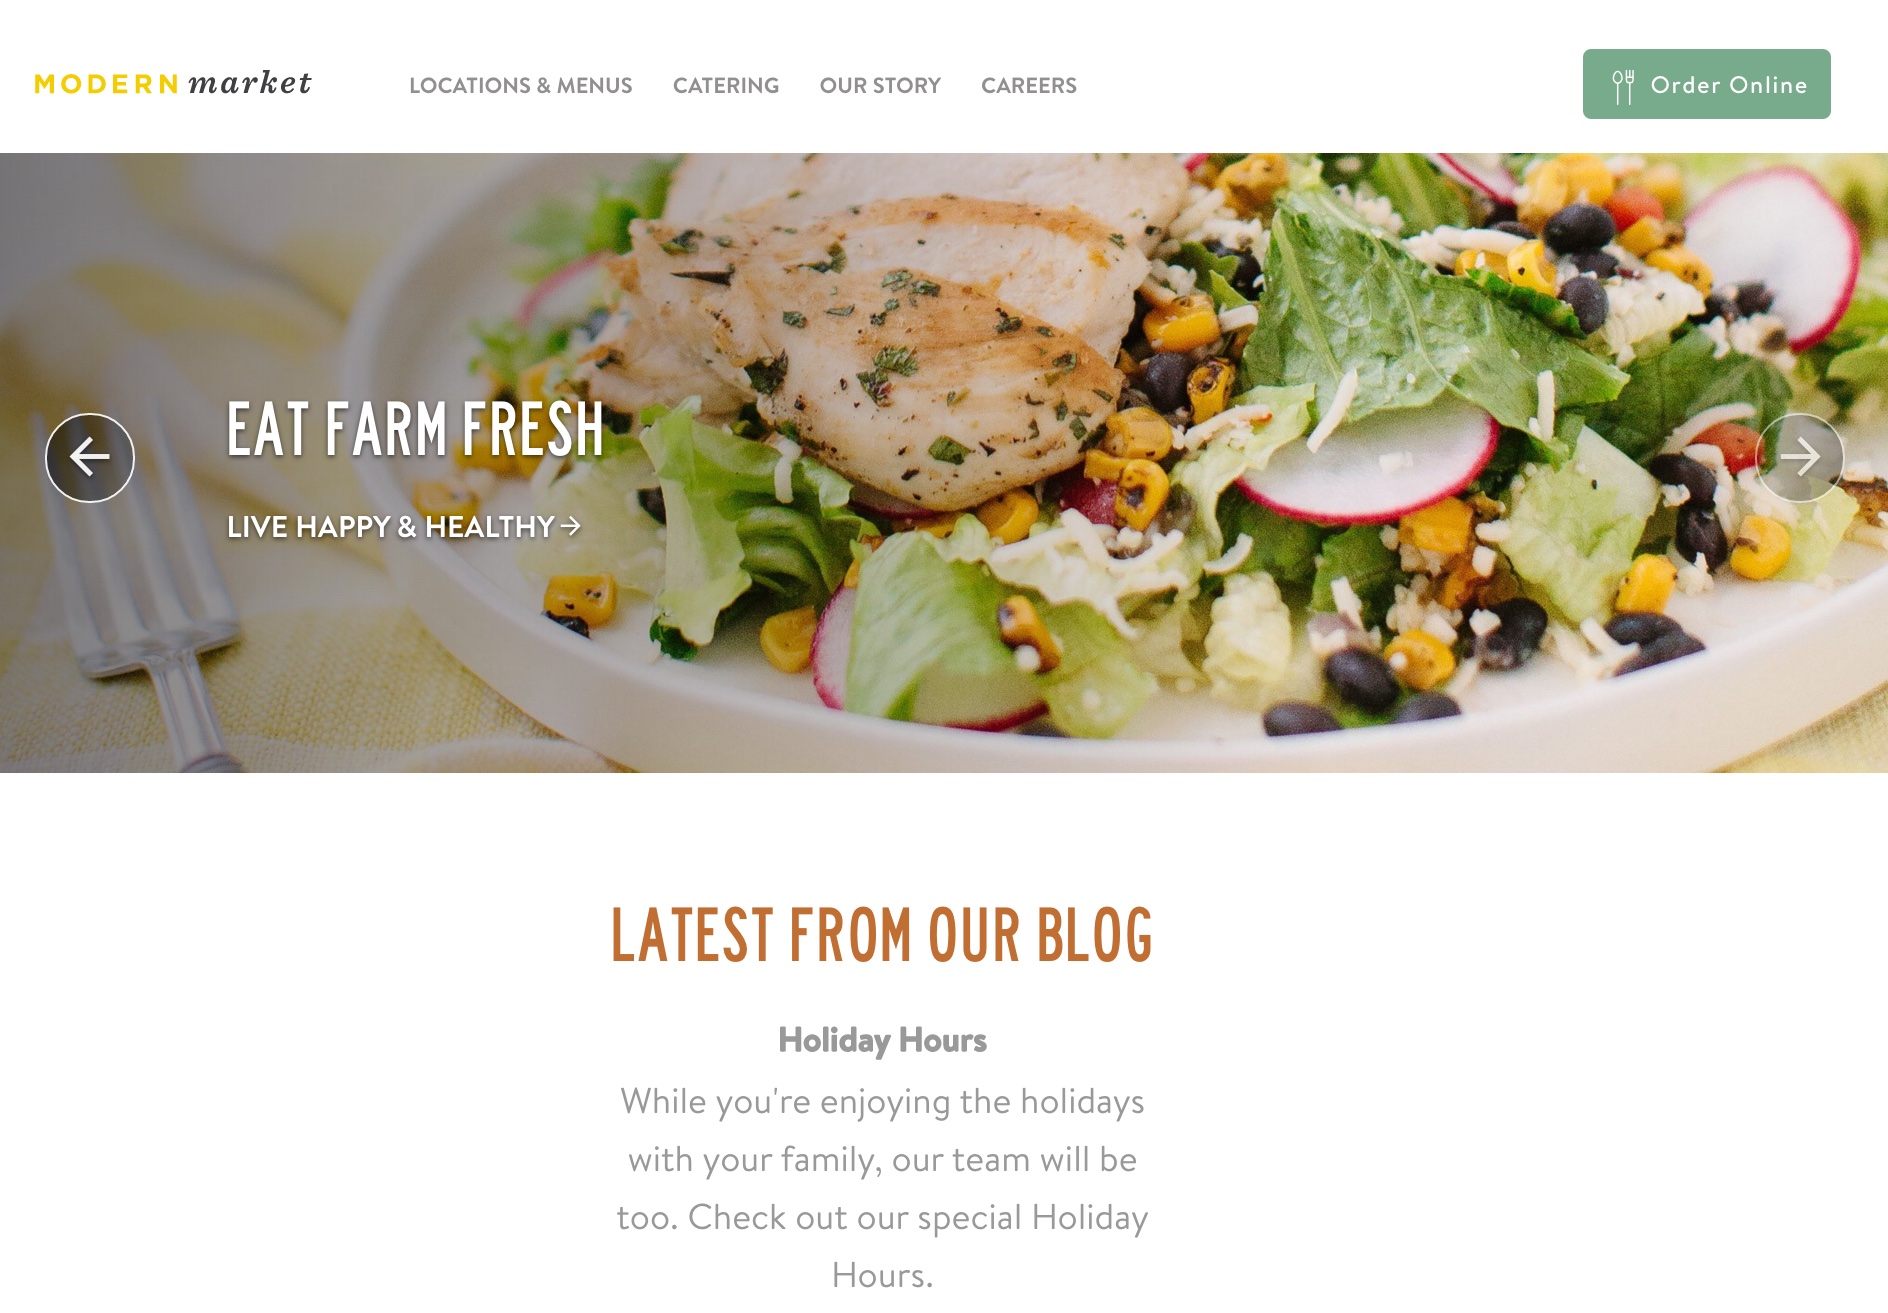 MODERN market
LOCATIONS & MENUS
CATERING
OUR STORY
CAREERS
Order Online
EAT FARM FRESH
LIVE HAPPY & HEALTHY→
LATEST FROM OUR BLOG
Holiday Hours
While you're enjoying the holidays
with your family, our team will be
too. Check out our special Holiday
Hours.